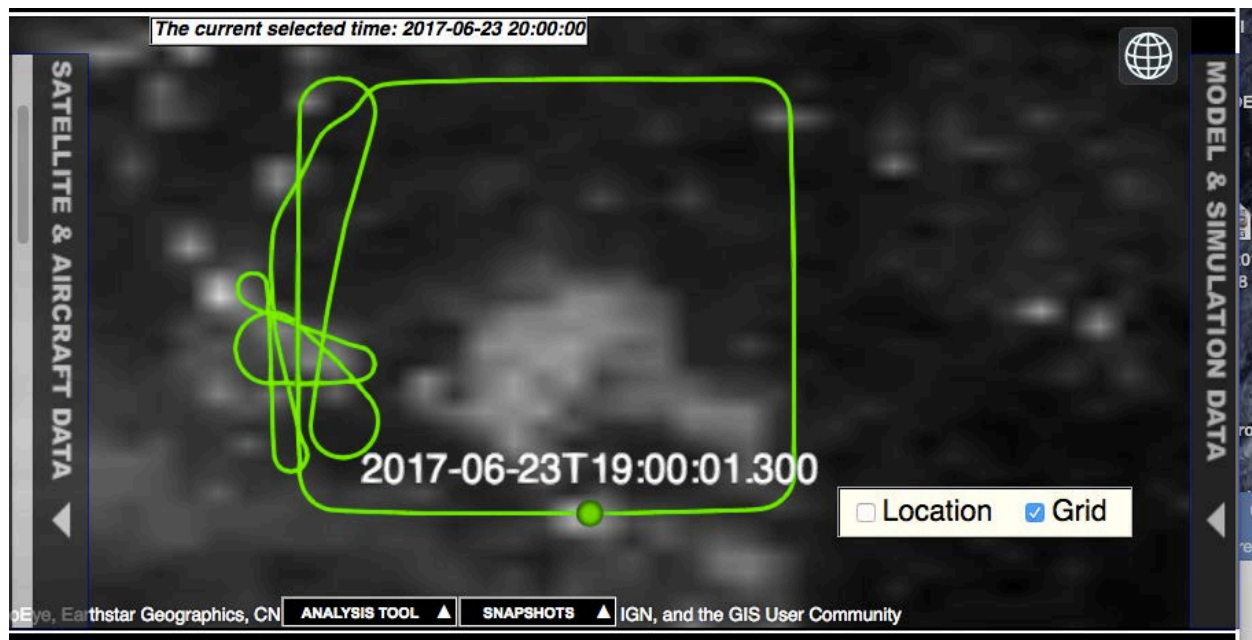 The current selected time: 2017-06-23 20:00:00
SATELLITE & AIRCRAFT DATA
MODEL & SIMULATION DATA
2017-06-23T19:00:01.300
Location
Grid
Earthstar Geographics, CN
ANALYSIS TOOL
SNAPSHOTS
IGN, and the GIS User Community